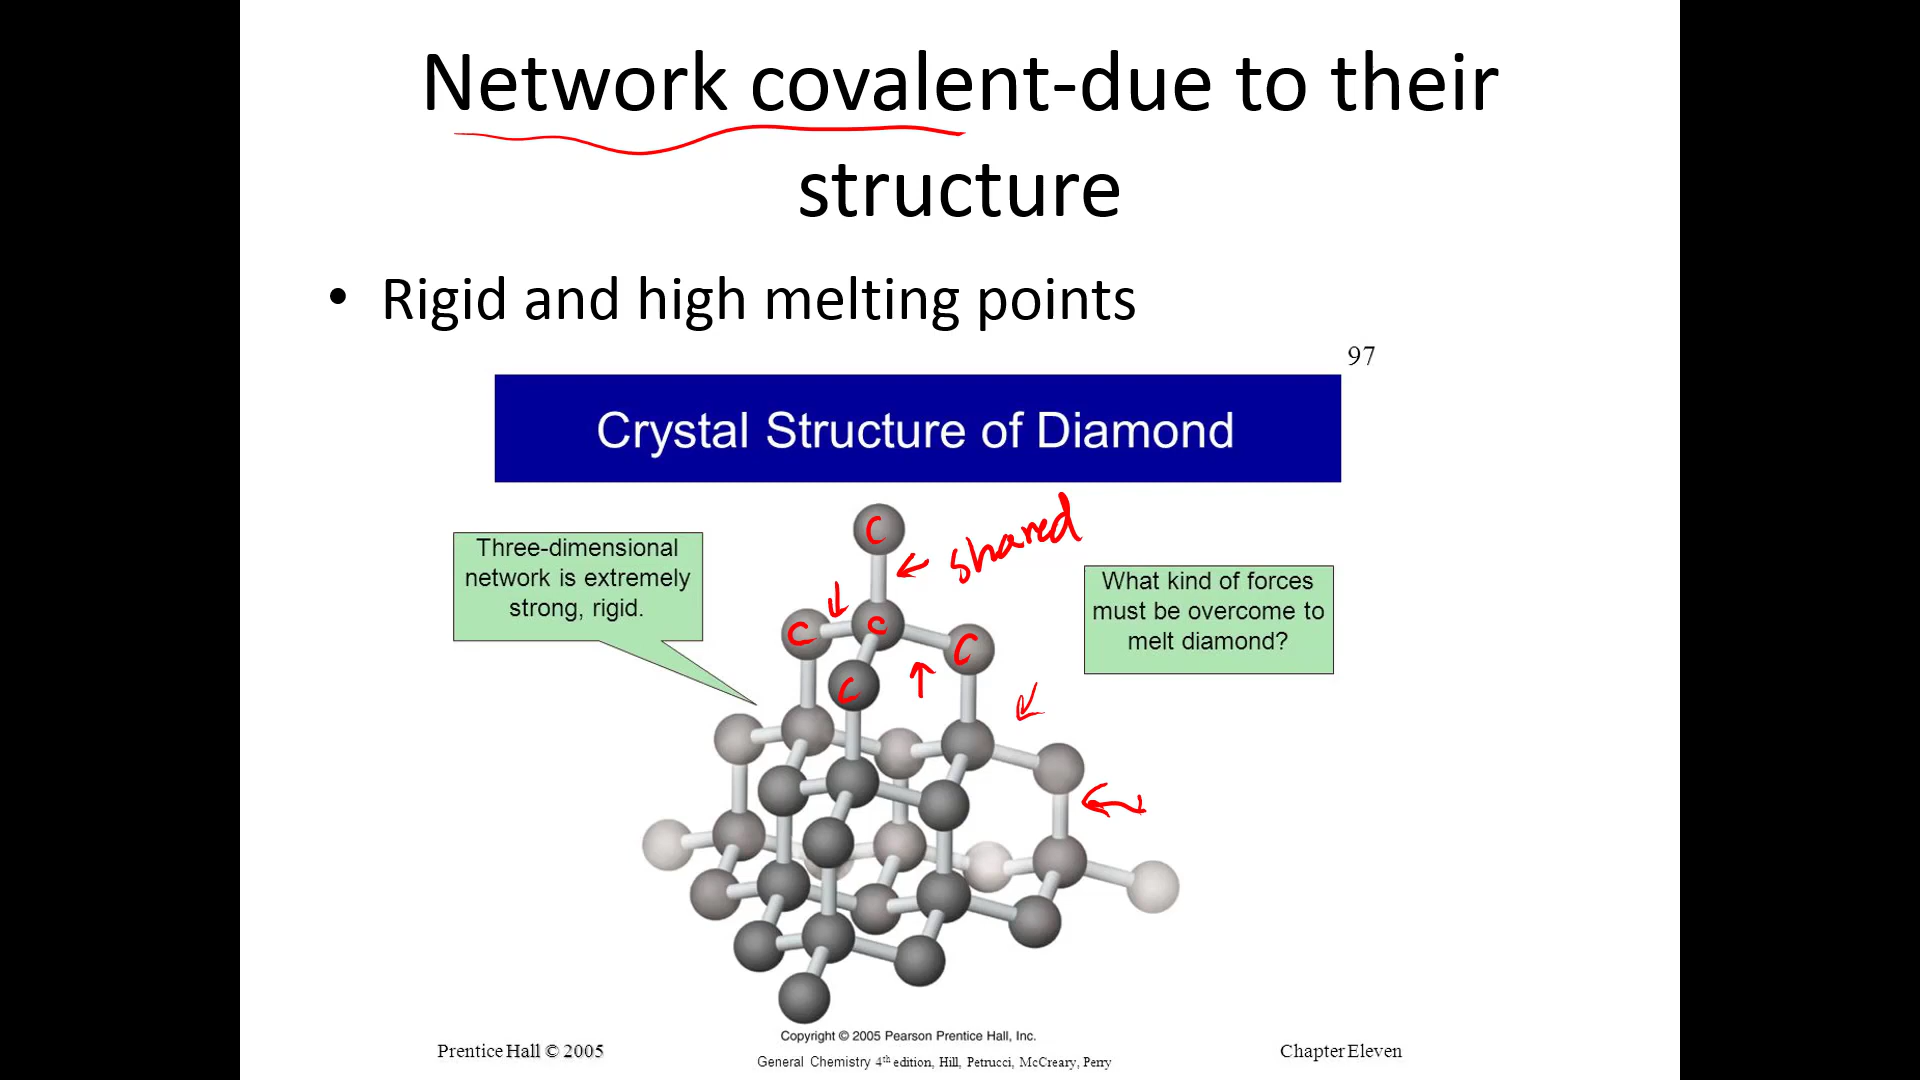 Network covalent-due to their
structure
• Rigid and high melting points
97
Crystal Structure of Diamond
Three-dimensional
network is extremely
strong, rigid.
C
shared
What kind of forces
must be overcome to
melt diamond?
C
C
C
C
Copyright © 2005 Pearson Prentice Hall, Inc.
Prentice Hall © 2005
General Chemistry 4th edition, Hill, Petrucci, McCreary, Perry
Chapter Eleven